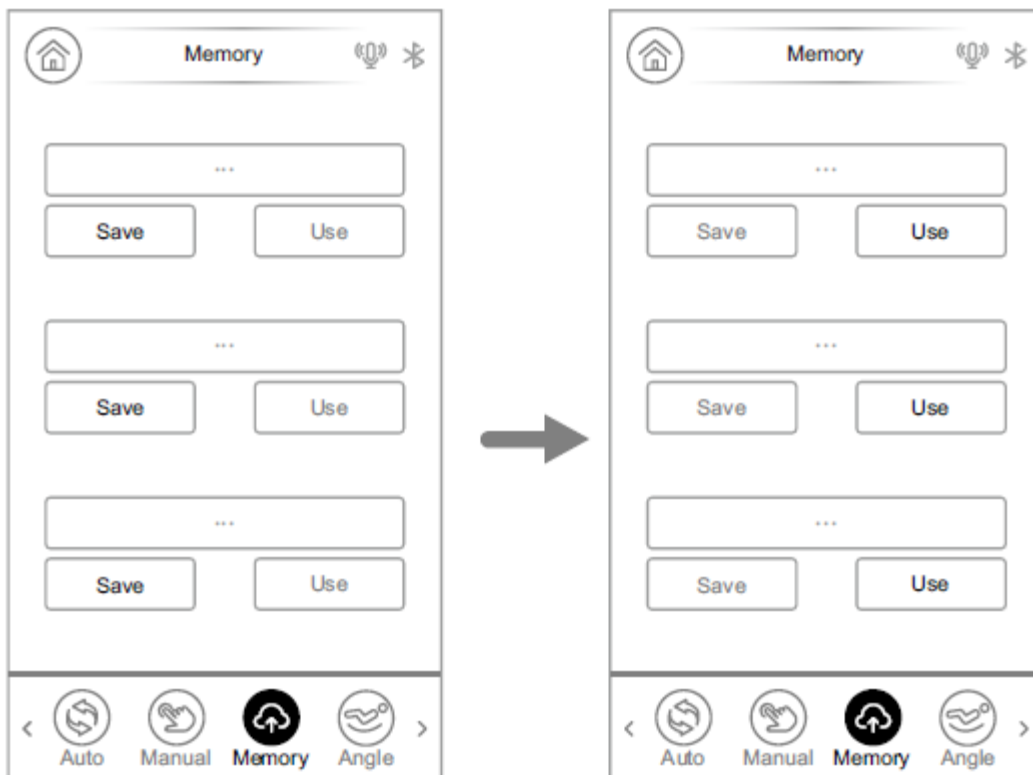 Memory
...
Save Use
...
Save Use
...
Save Use
< Auto Manual Memory Angle >
Memory
...
Save Use
...
Save Use
...
Save Use
< Auto Manual Memory Angle >